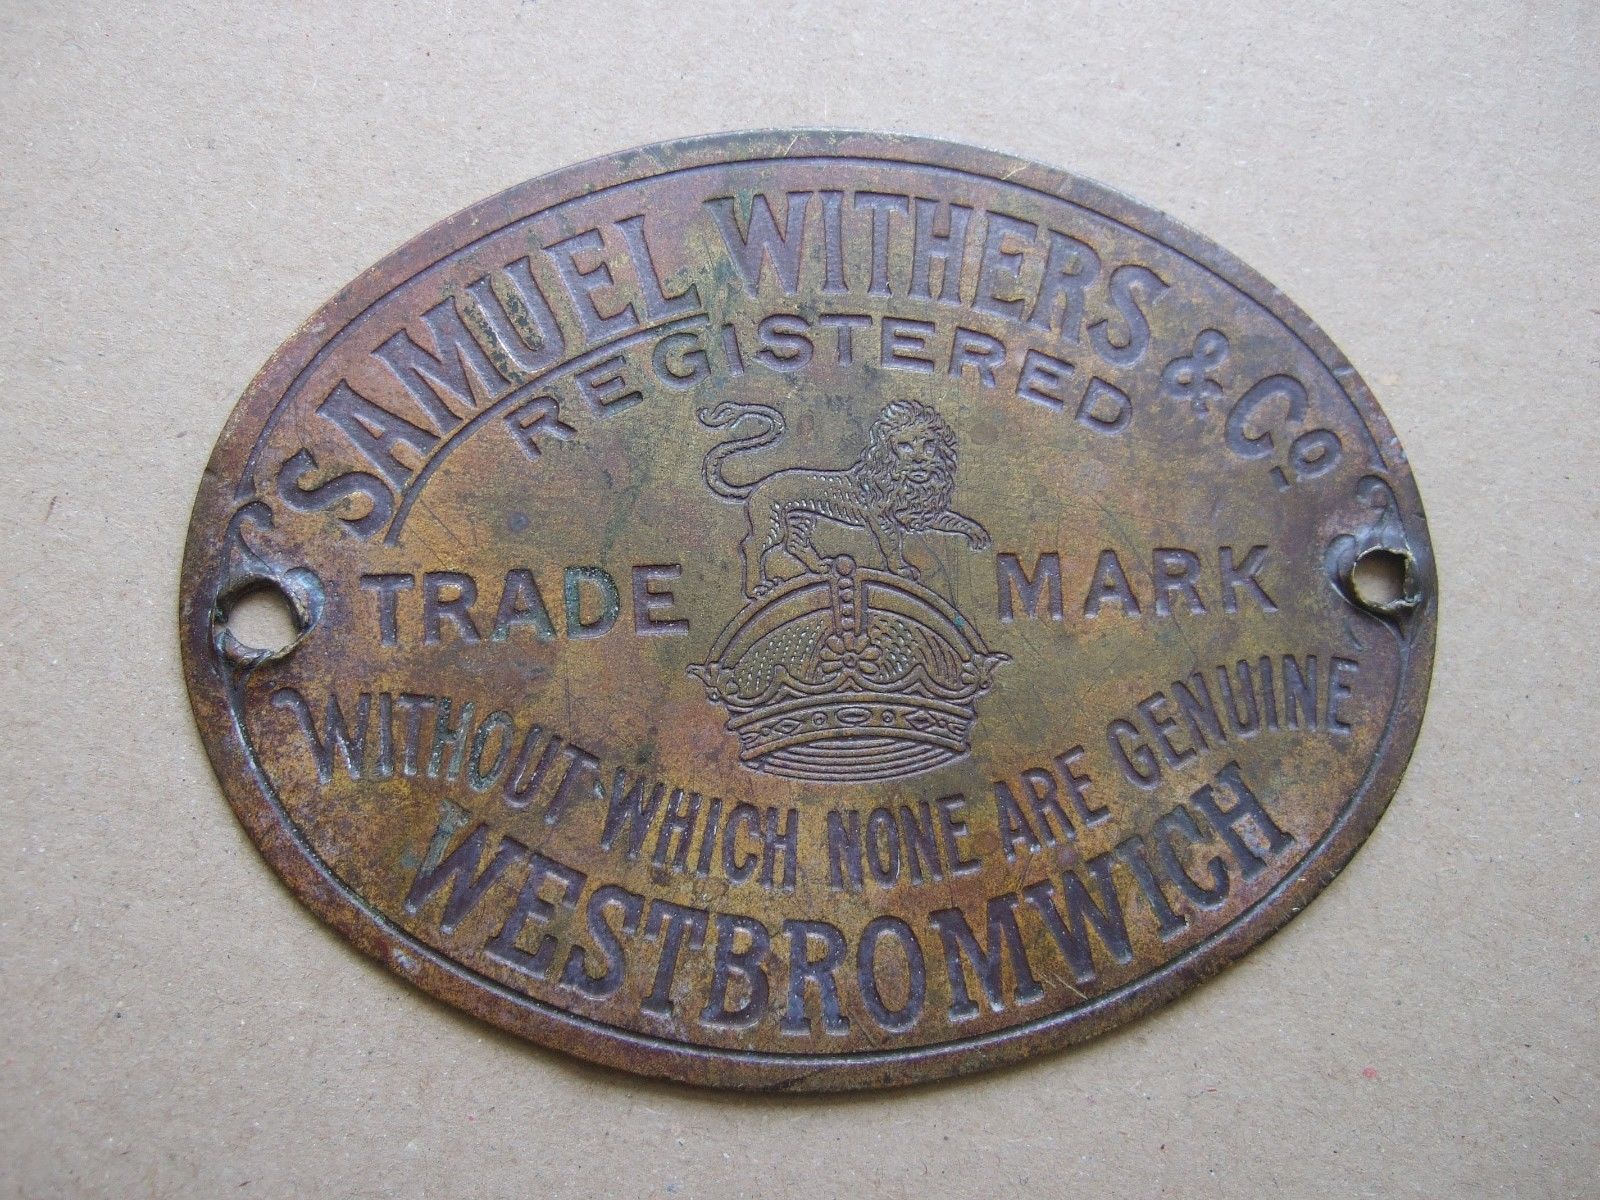 SAMUEL WITHERS & Co
REGISTERED
TRADE MARK
WITHOUT WHICH NONE ARE GENUINE
WESTBROMWICH